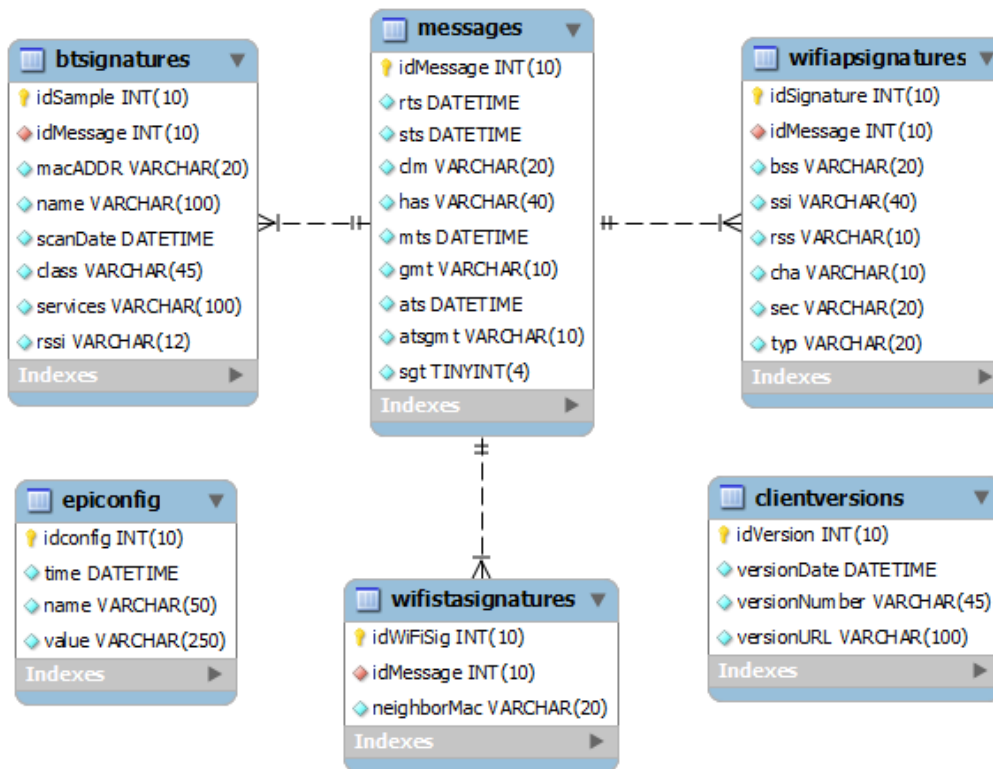 btsignatures
idSample INT(10)
idMessage INT(10)
macADDR VARCHAR(20)
name VARCHAR(100)
scanDate DATETIME
class VARCHAR(45)
services VARCHAR(100)
rssi VARCHAR(12)
Indexes
messages
idMessage INT(10)
rts DATETIME
sts DATETIME
clm VARCHAR(20)
has VARCHAR(40)
mts DATETIME
gmt VARCHAR(10)
ats DATETIME
atsgmt VARCHAR(10)
sgt TINYINT(4)
Indexes
wifiapsignatures
idSignature INT(10)
idMessage INT(10)
bss VARCHAR(20)
ssi VARCHAR(40)
rss VARCHAR(10)
cha VARCHAR(10)
sec VARCHAR(20)
typ VARCHAR(20)
Indexes
epiconfig
idconfig INT(10)
time DATETIME
name VARCHAR(50)
value VARCHAR(250)
Indexes
wifistasignatures
idWiFiSig INT(10)
idMessage INT(10)
neighborMac VARCHAR(20)
Indexes
clientversions
idVersion INT(10)
versionDate DATETIME
versionNumber VARCHAR(45)
versionURL VARCHAR(100)
Indexes